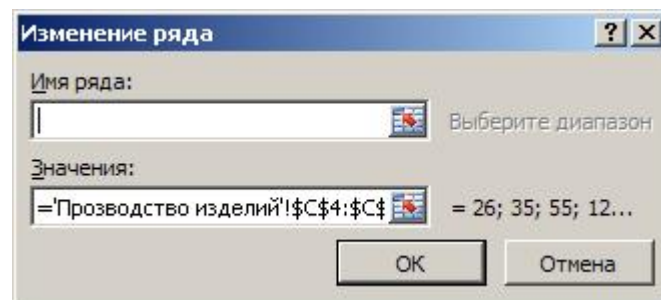 Изменение ряда
Имя ряда:
Выберите диапазон
Значения:
='Прозводство изделий'!$C$4:$C$ = 26; 35; 55; 12...
ОК Отмена